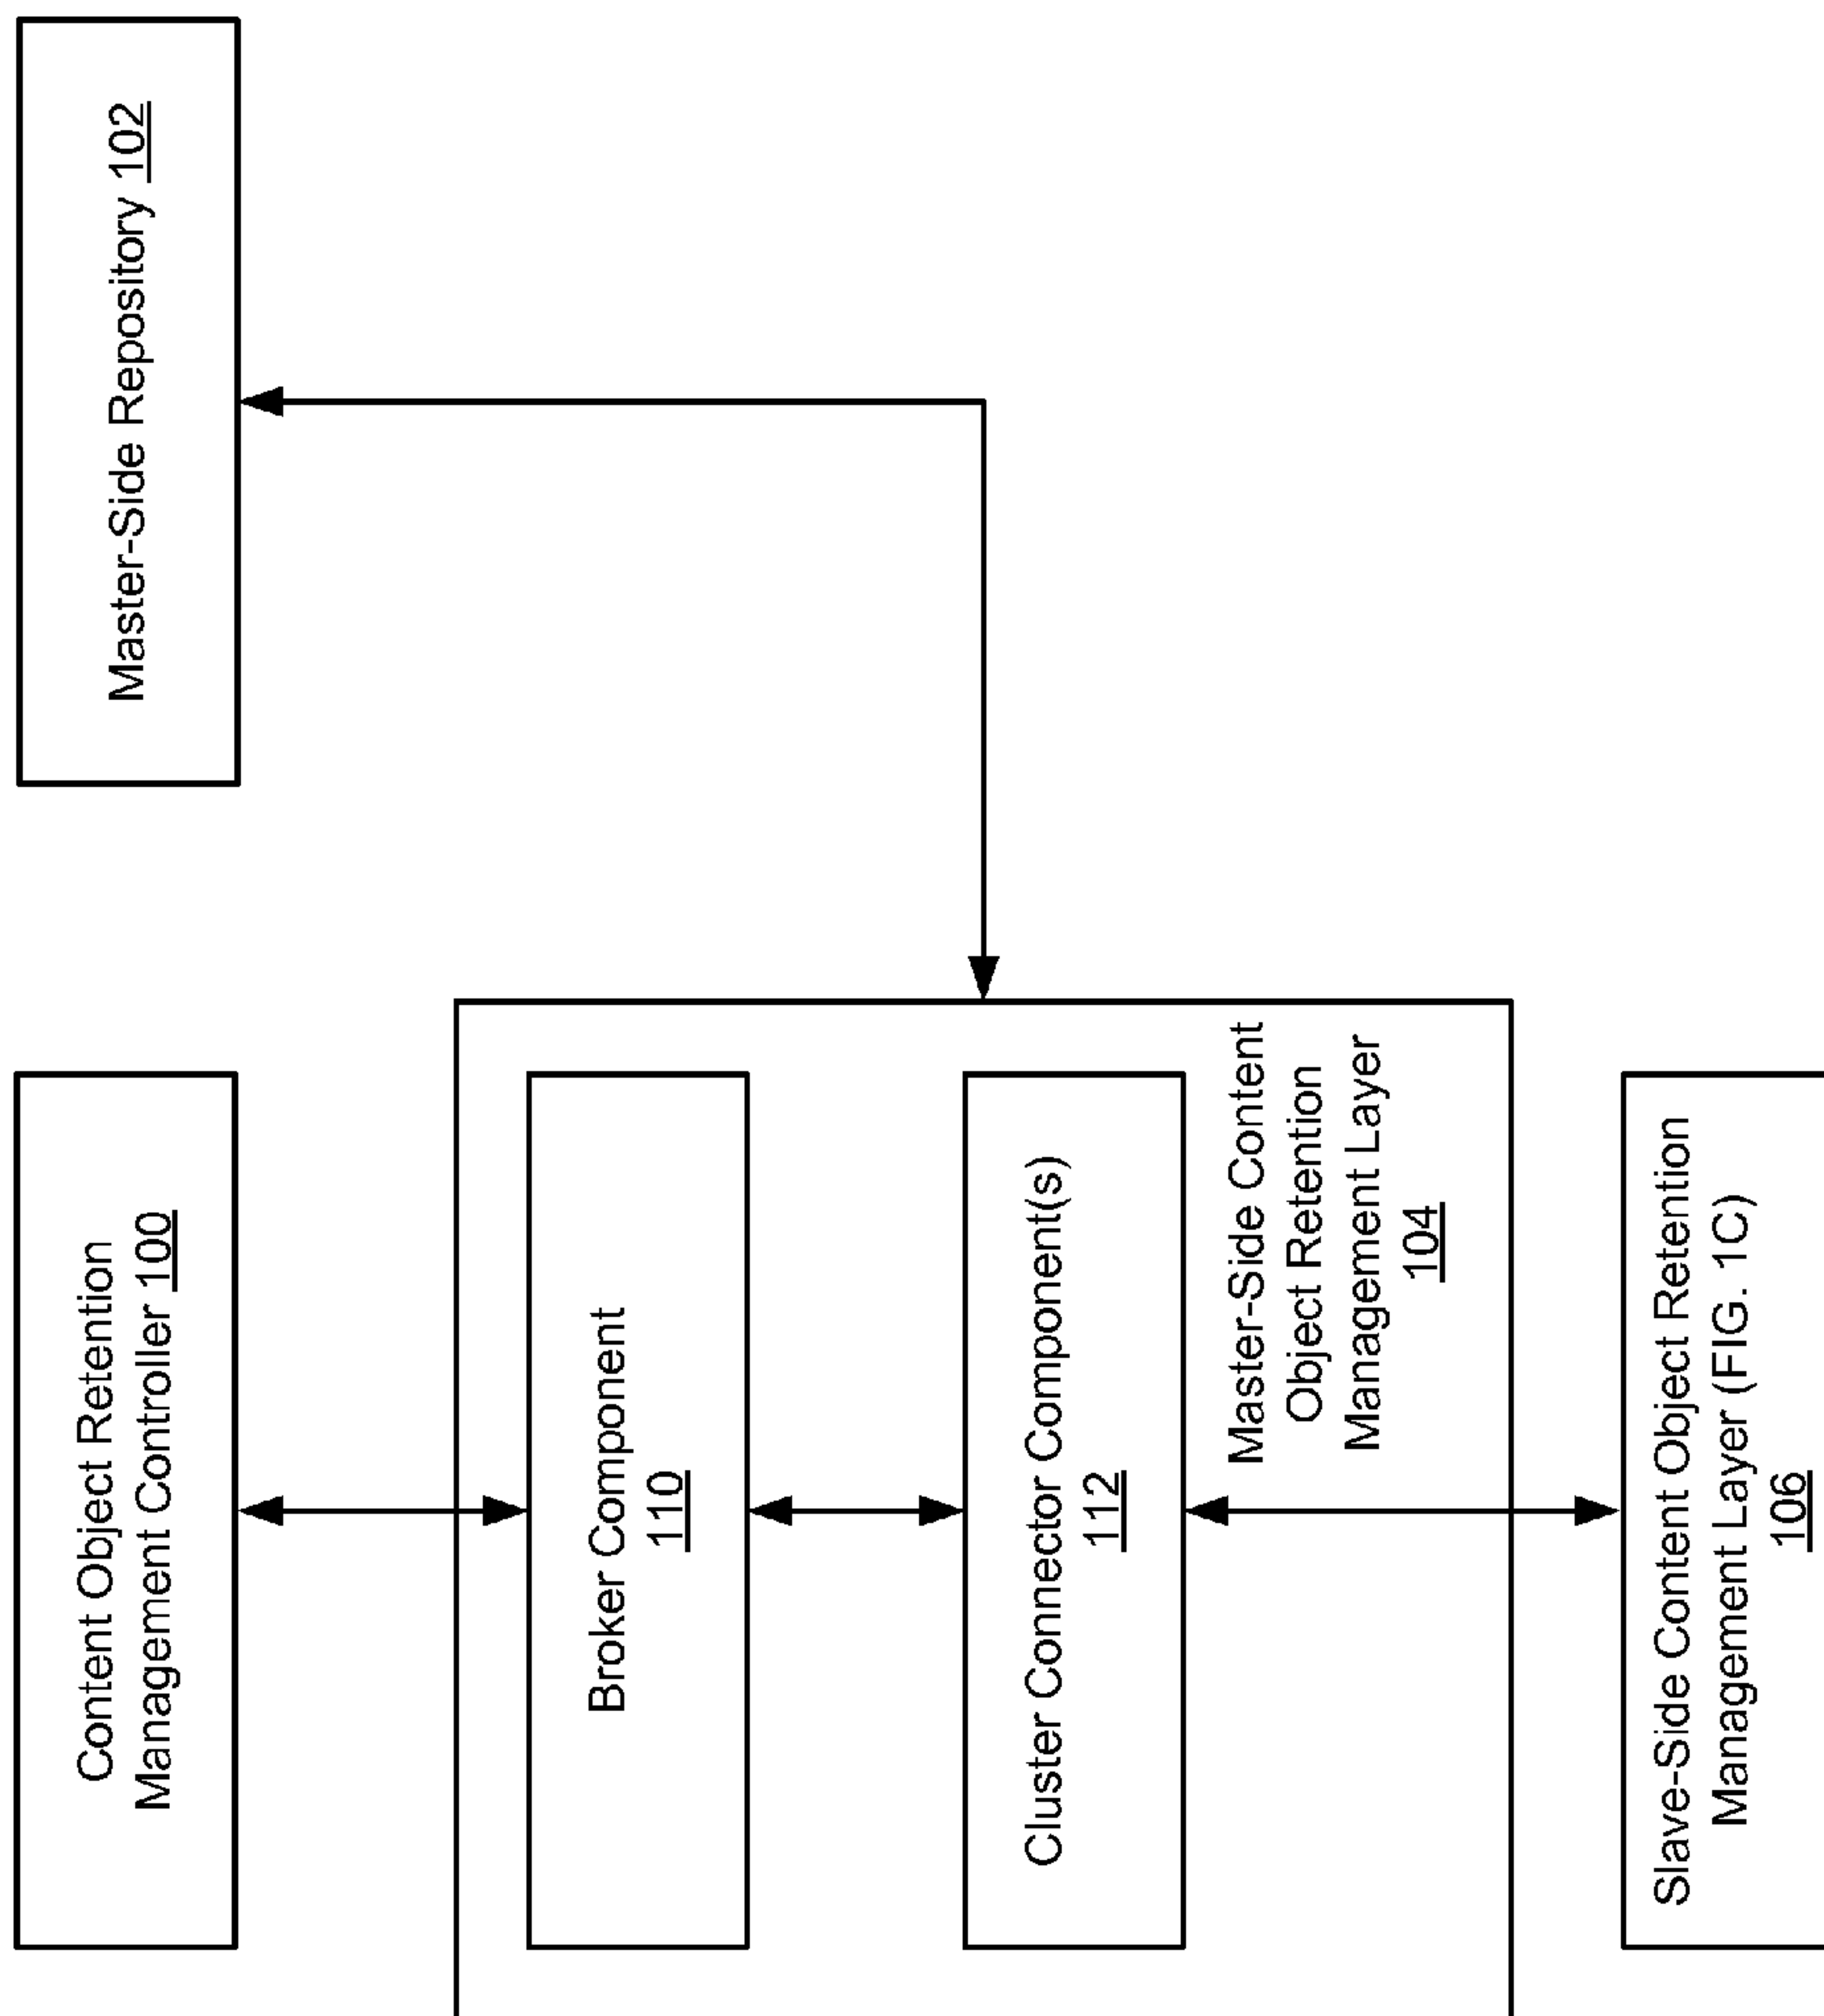 Content Object Retention
Management Controller 100
Master-Side Repository 102
Broker Component
110
Cluster Connector Component(s)
112
Master-Side Content
Object Retention
Management Layer
104
Slave-Side Content Object Retention
Management Layer (FIG. 1C)
106